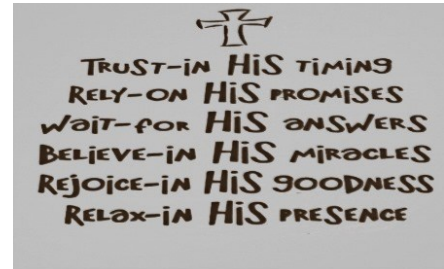 TRUST-iN HiS TiMiNg
RELY-ON HiS PROMiSES
WaiT-FOR HiS aNSWERS
BELiEVE-iN HiS MiRaCLES
REjOiCE-iN HiS gOODNESS
RELax-iN HiS PRESENCE